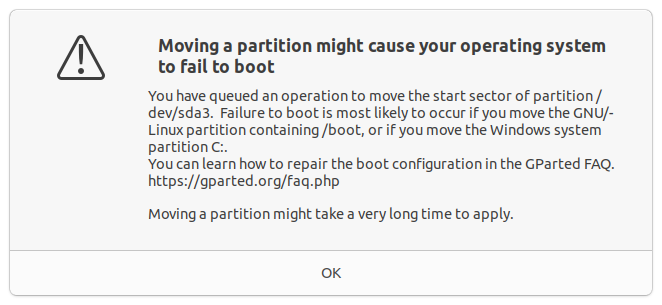 Moving a partition might cause your operating system
to fail to boot
You have queued an operation to move the start sector of partition /
dev/sda3.  Failure to boot is most likely to occur if you move the GNU/-
Linux partition containing /boot, or if you move the Windows system
partition C:.
You can learn how to repair the boot configuration in the GParted FAQ.
https://gparted.org/faq.php
Moving a partition might take a very long time to apply.
OK